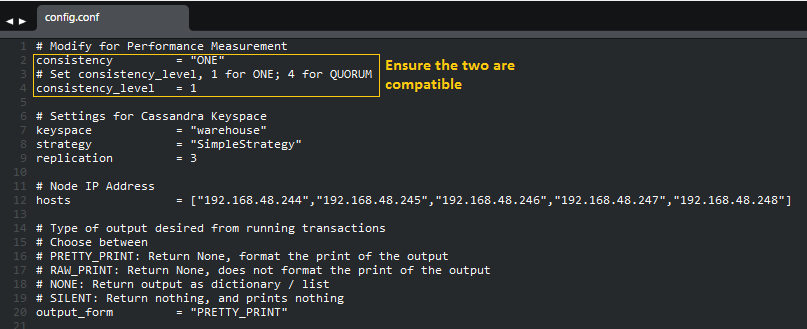 config.conf
1 # Modify for Performance Measurement
2 consistency = "ONE"
3 # Set consistency_level, 1 for ONE; 4 for QUORUM
4 consistency_level = 1
Ensure the two are
compatible
5
6 # Settings for Cassandra Keyspace
7 keyspace = "warehouse"
8 strategy = "SimpleStrategy"
9 replication = 3
10
11 # Node IP Address
12 hosts = ["192.168.48.244","192.168.48.245","192.168.48.246","192.168.48.247","192.168.48.248"]
13
14 # Type of output desired from running transactions
15 # Choose between
16 # PRETTY_PRINT: Return None, format the print of the output
17 # RAW_PRINT: Return None, does not format the print of the output
18 # NONE: Return output as dictionary / list
19 # SILENT: Return nothing, and prints nothing
20 output_form = "PRETTY_PRINT"
21